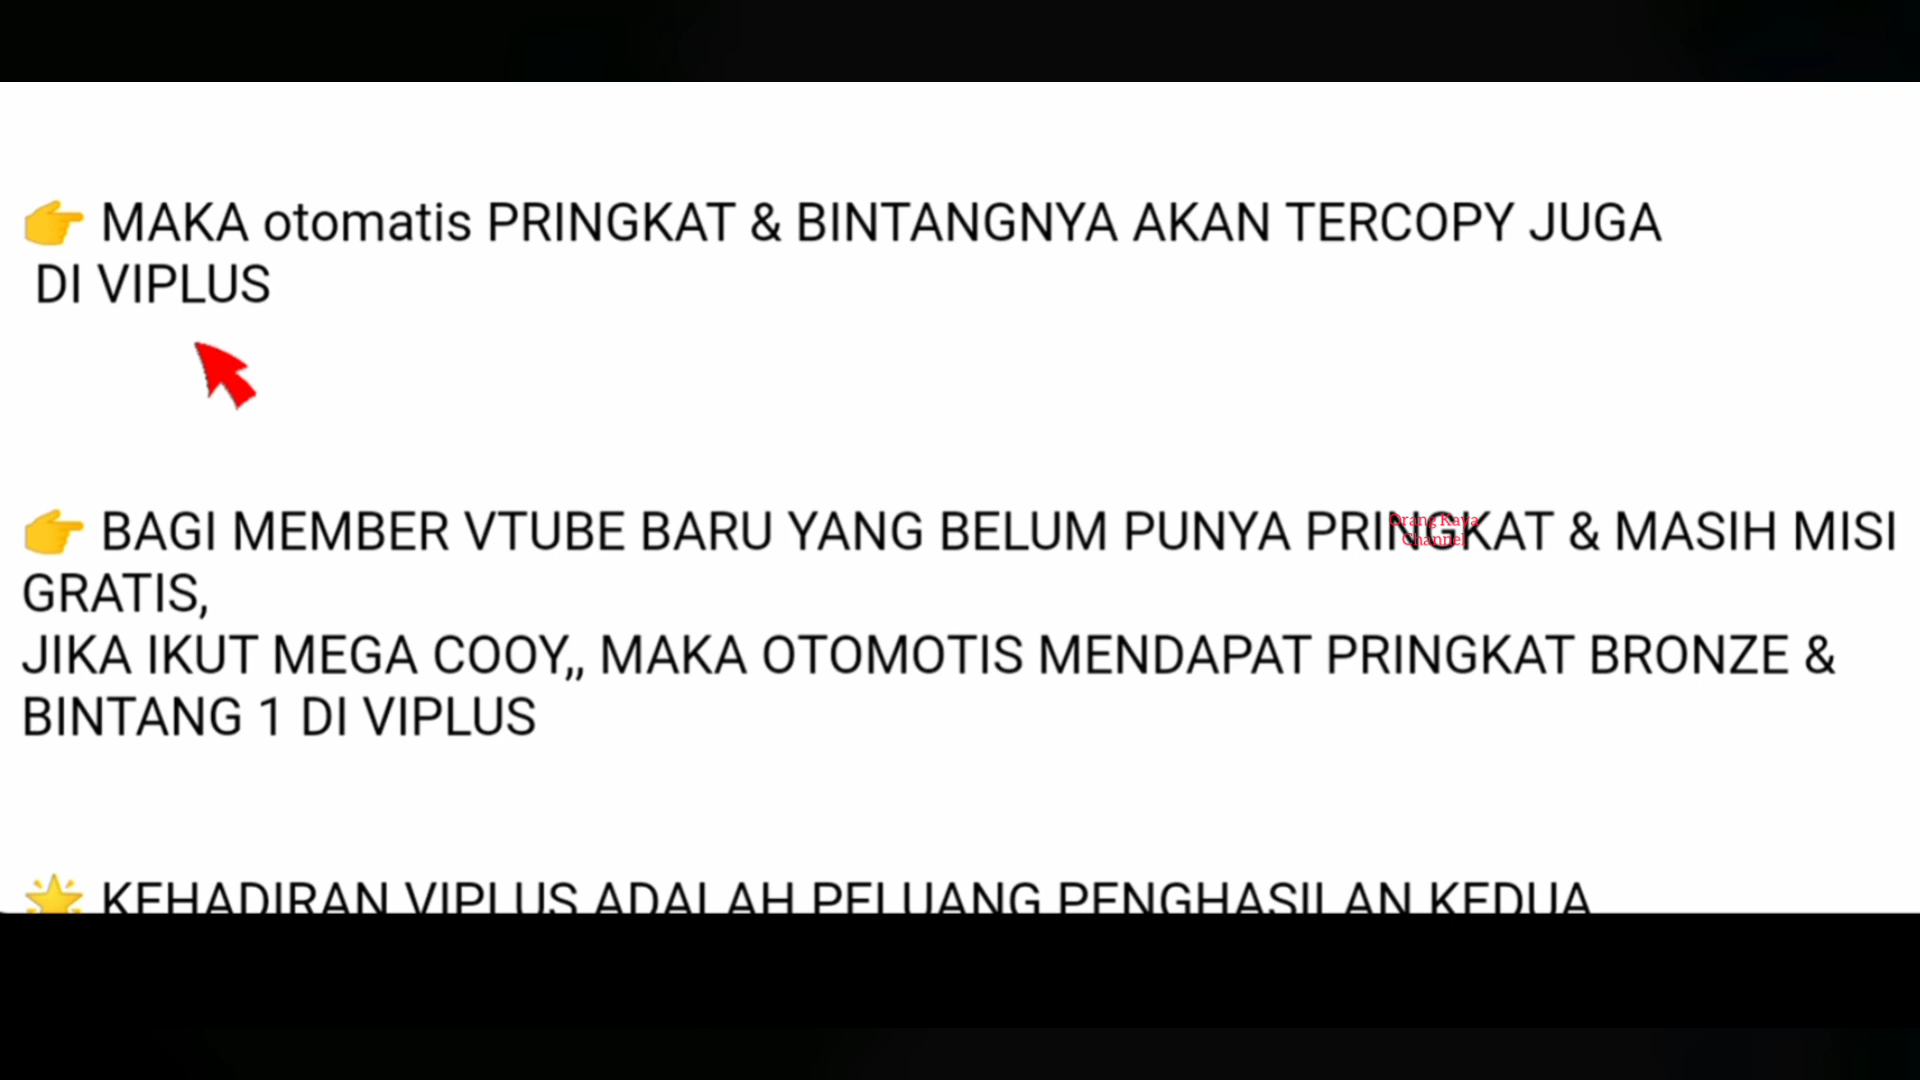 👉 MAKA otomatis PRINGKAT & BINTANGNYA AKAN TERCOPY JUGA
DI VIPLUS
👉 BAGI MEMBER VTUBE BARU YANG BELUM PUNYA PRINGKAT & MASIH MISI
Orang Kaya
Channel
GRATIS,
JIKA IKUT MEGA COOY,, MAKA OTOMOTIS MENDAPAT PRINGKAT BRONZE &
BINTANG 1 DI VIPLUS
🌟 KEHADIRAN VIPLUS ADALAH PELUANG PENGHASILAN KEDUA